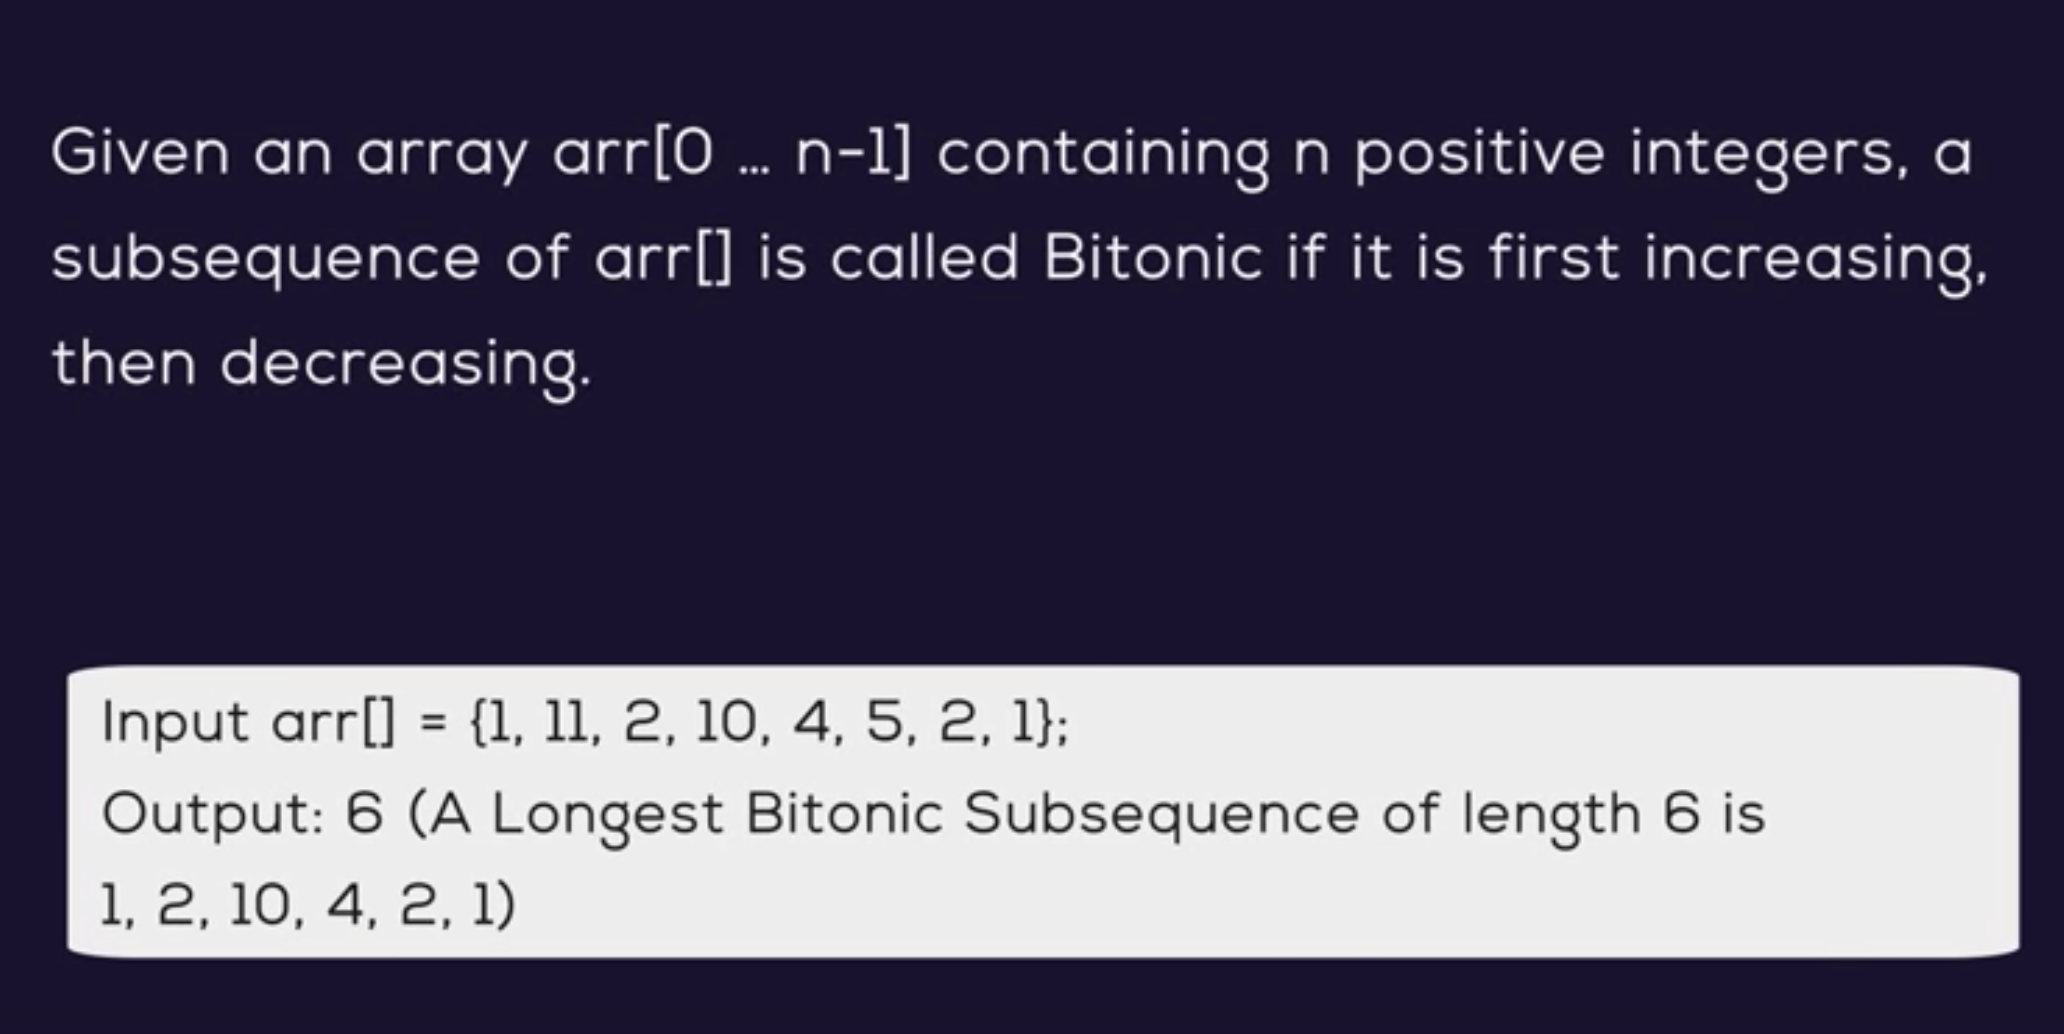 Given an array arr[0 ... n-1] containing n positive integers, a
subsequence of arr[] is called Bitonic if it is first increasing,
then decreasing.
Input arr[] = {1, 11, 2, 10, 4, 5, 2, 1};
Output: 6 (A Longest Bitonic Subsequence of length 6 is
1, 2, 10, 4, 2, 1)